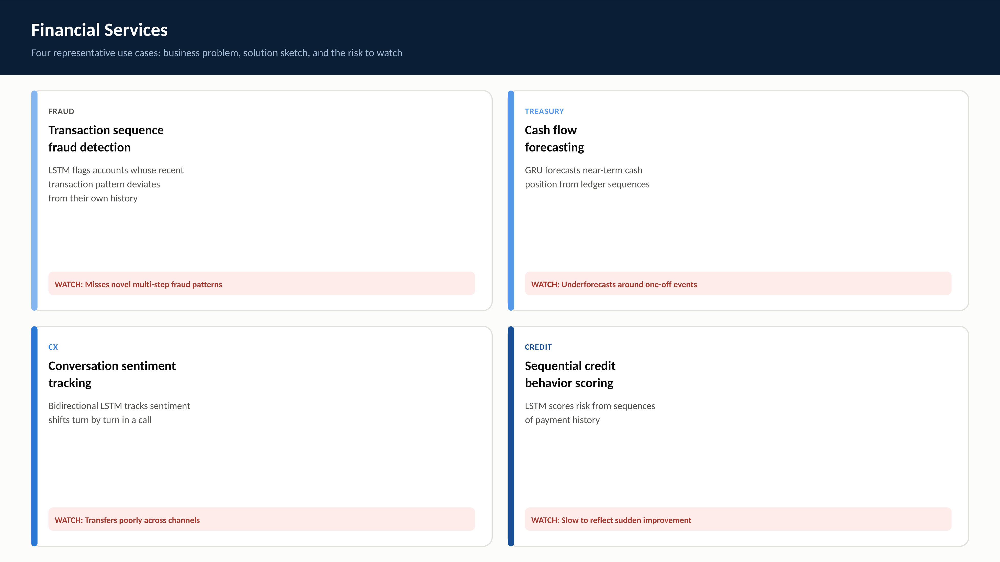 Financial Services
Four representative use cases: business problem, solution sketch, and the risk to watch
FRAUD
Transaction sequence
fraud detection
LSTM flags accounts whose recent
transaction pattern deviates
from their own history
WATCH: Misses novel multi-step fraud patterns
TREASURY
Cash flow
forecasting
GRU forecasts near-term cash
position from ledger sequences
WATCH: Underforecasts around one-off events
CX
Conversation sentiment
tracking
Bidirectional LSTM tracks sentiment
shifts turn by turn in a call
WATCH: Transfers poorly across channels
CREDIT
Sequential credit
behavior scoring
LSTM scores risk from sequences
of payment history
WATCH: Slow to reflect sudden improvement